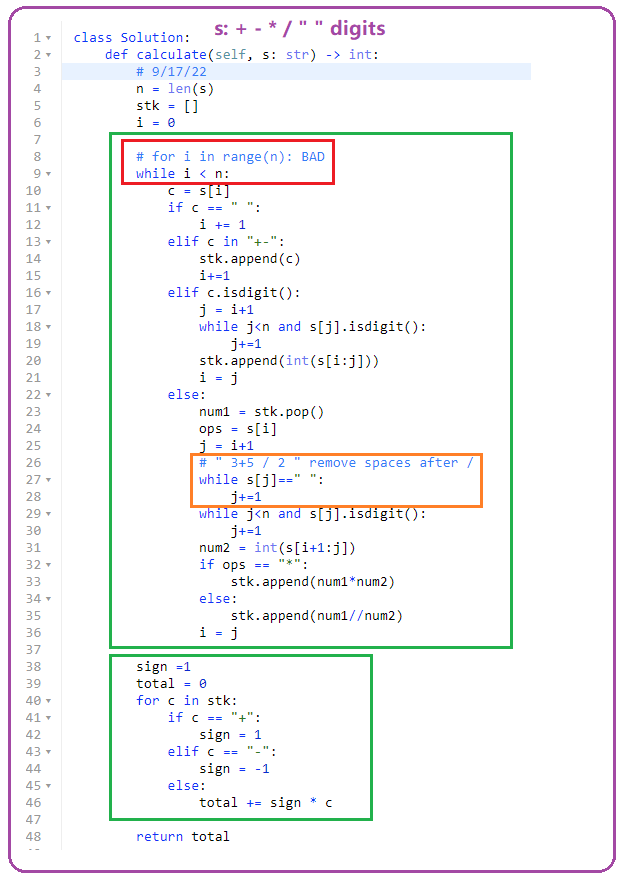 s: + - * / " " digits
1 class Solution:
2     def calculate(self, s: str) -> int:
3         # 9/17/22
4         n = len(s)
5         stk = []
6         i = 0
7
8         # for i in range(n): BAD
9         while i < n:
10             c = s[i]
11             if c == " ":
12                 i += 1
13             elif c in "+-":
14                 stk.append(c)
15                 i+=1
16             elif c.isdigit():
17                 j = i+1
18                 while j<n and s[j].isdigit():
19                     j+=1
20                 stk.append(int(s[i:j]))
21                 i = j
22             else:
23                 num1 = stk.pop()
24                 ops = s[i]
25                 j = i+1
26                 # " 3+5 / 2 " remove spaces after /
27                 while s[j]==" ":
28                     j+=1
29                 while j<n and s[j].isdigit():
30                     j+=1
31                 num2 = int(s[i+1:j])
32                 if ops == "*":
33                     stk.append(num1*num2)
34                 else:
35                     stk.append(num1//num2)
36                 i = j
37
38         sign =1
39         total = 0
40         for c in stk:
41             if c == "+":
42                 sign = 1
43             elif c == "-":
44                 sign = -1
45             else:
46                 total += sign * c
47
48         return total